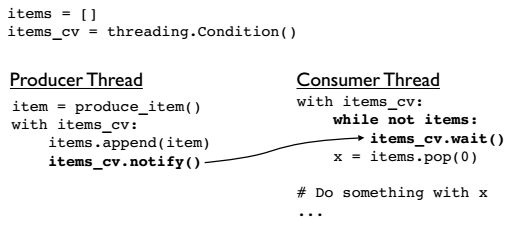 items = []
items_cv = threading.Condition()
Producer Thread
item = produce_item()
with items_cv:
    items.append(item)
    items_cv.notify()
Consumer Thread
with items_cv:
    while not items:
        items_cv.wait()
    x = items.pop(0)
# Do something with x
...